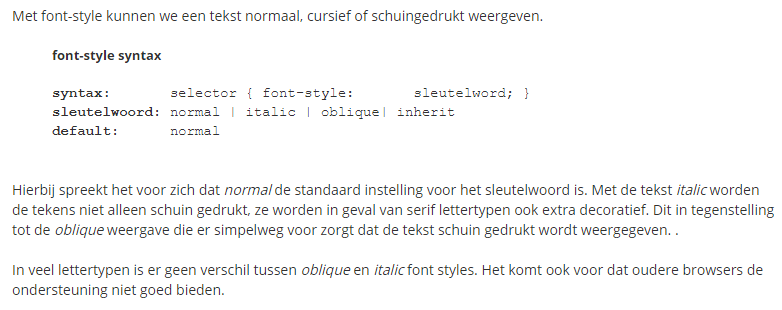 Met font-style kunnen we een tekst normaal, cursief of schuingedrukt weergeven.
font-style syntax
syntax: selector { font-style: sleutelword; }
sleutelwoord: normal | italic | oblique| inherit
default: normal
Hierbij spreekt het voor zich dat normal de standaard instelling voor het sleutelwoord is. Met de tekst italic worden
de tekens niet alleen schuin gedrukt, ze worden in geval van serif lettertypen ook extra decoratief. Dit in tegenstelling
tot de oblique weergave die er simpelweg voor zorgt dat de tekst schuin gedrukt wordt weergegeven. .
In veel lettertypen is er geen verschil tussen oblique en italic font styles. Het komt ook voor dat oudere browsers de
ondersteuning niet goed bieden.